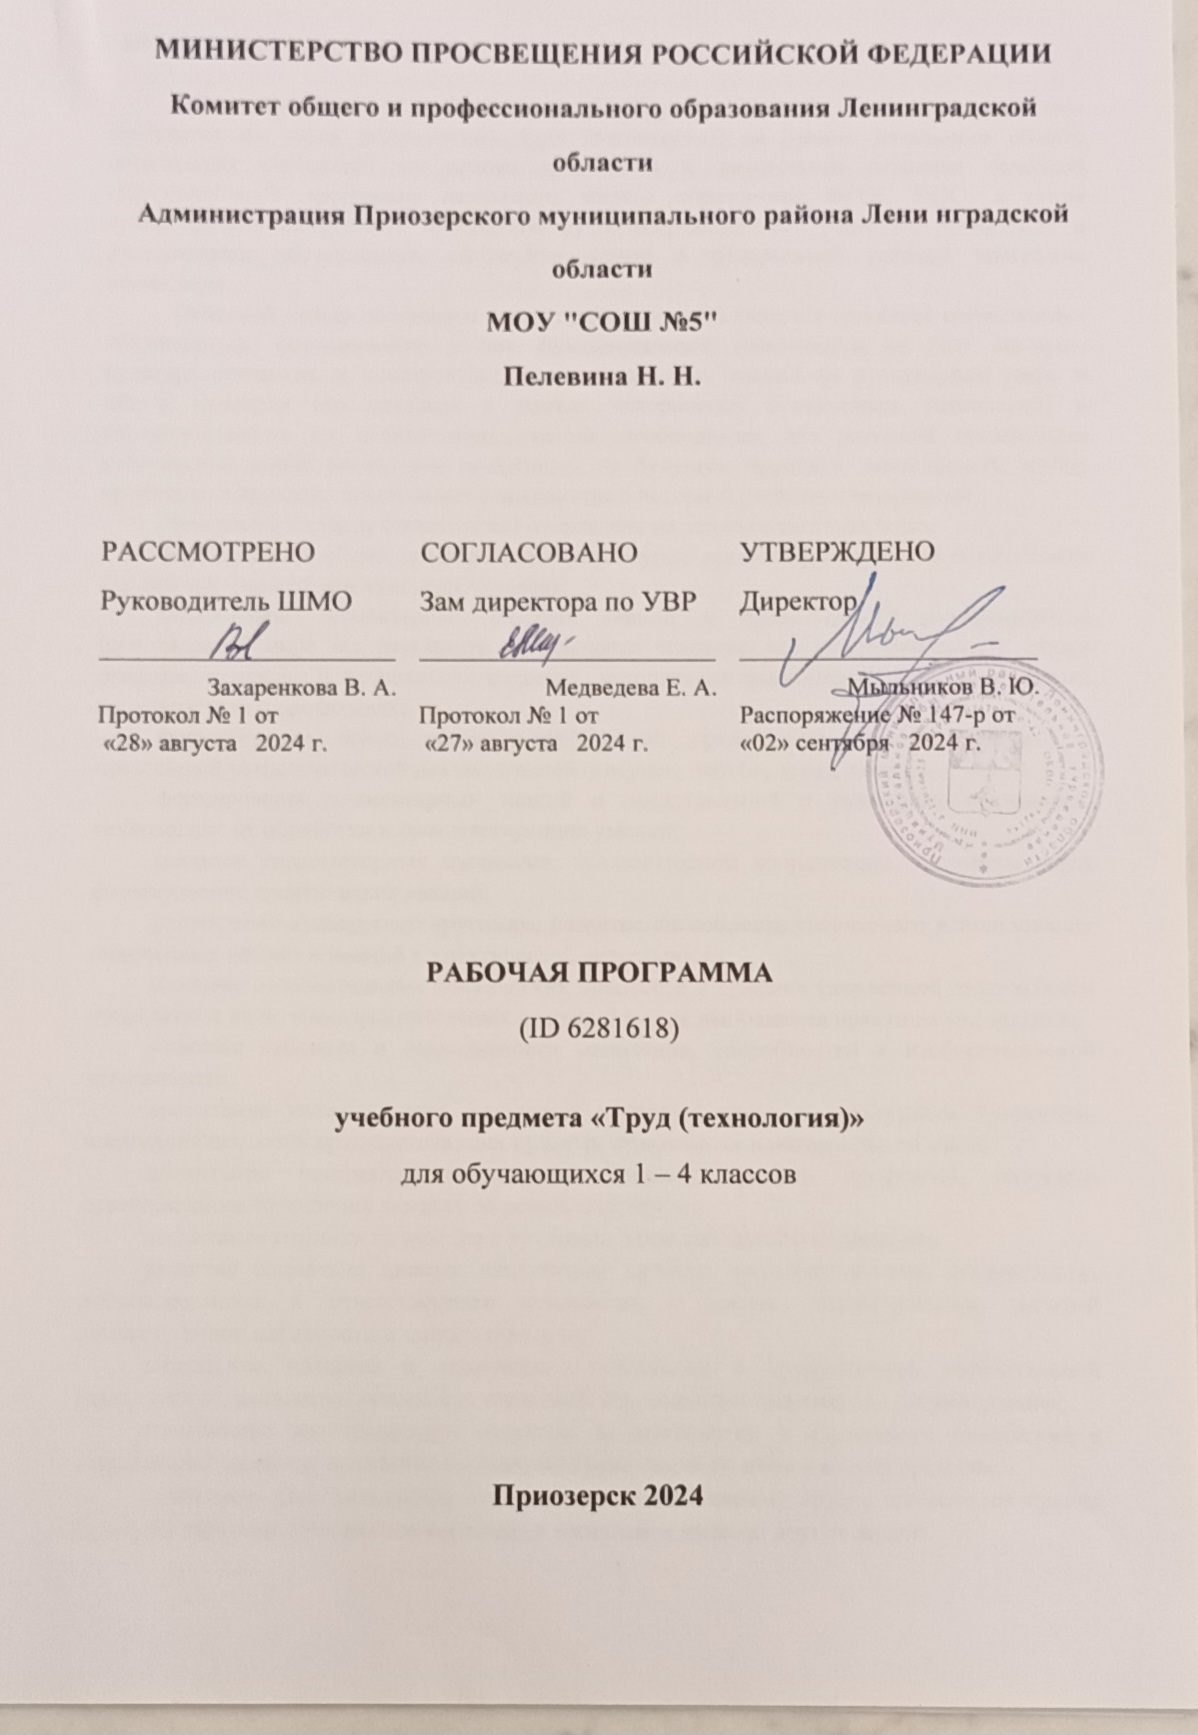 МИНИСТЕРСТВО ПРОСВЕЩЕНИЯ РОССИЙСКОЙ ФЕДЕРАЦИИ
Комитет общего и профессионального образования Ленинградской
области
Администрация Приозерского муниципального района Лени нградской
области
МОУ "СОШ №5"
Пелевина Н. Н.
РАССМОТРЕНО
Руководитель ШМО
Захаренкова В. А.
Протокол № 1 от
«28» августа 2024 г.
СОГЛАСОВАНО
Зам директора по УВР
Медведева Е. А.
Протокол № 1 от
«27» августа 2024 г.
УТВЕРЖДЕНО
Директор
Мыльников В. Ю.
Распоряжение № 147-р от
«02» сентября 2024 г.
РАБОЧАЯ ПРОГРАММА
(ID 6281618)
учебного предмета «Труд (технология)»
для обучающихся 1 – 4 классов
Приозерск 2024